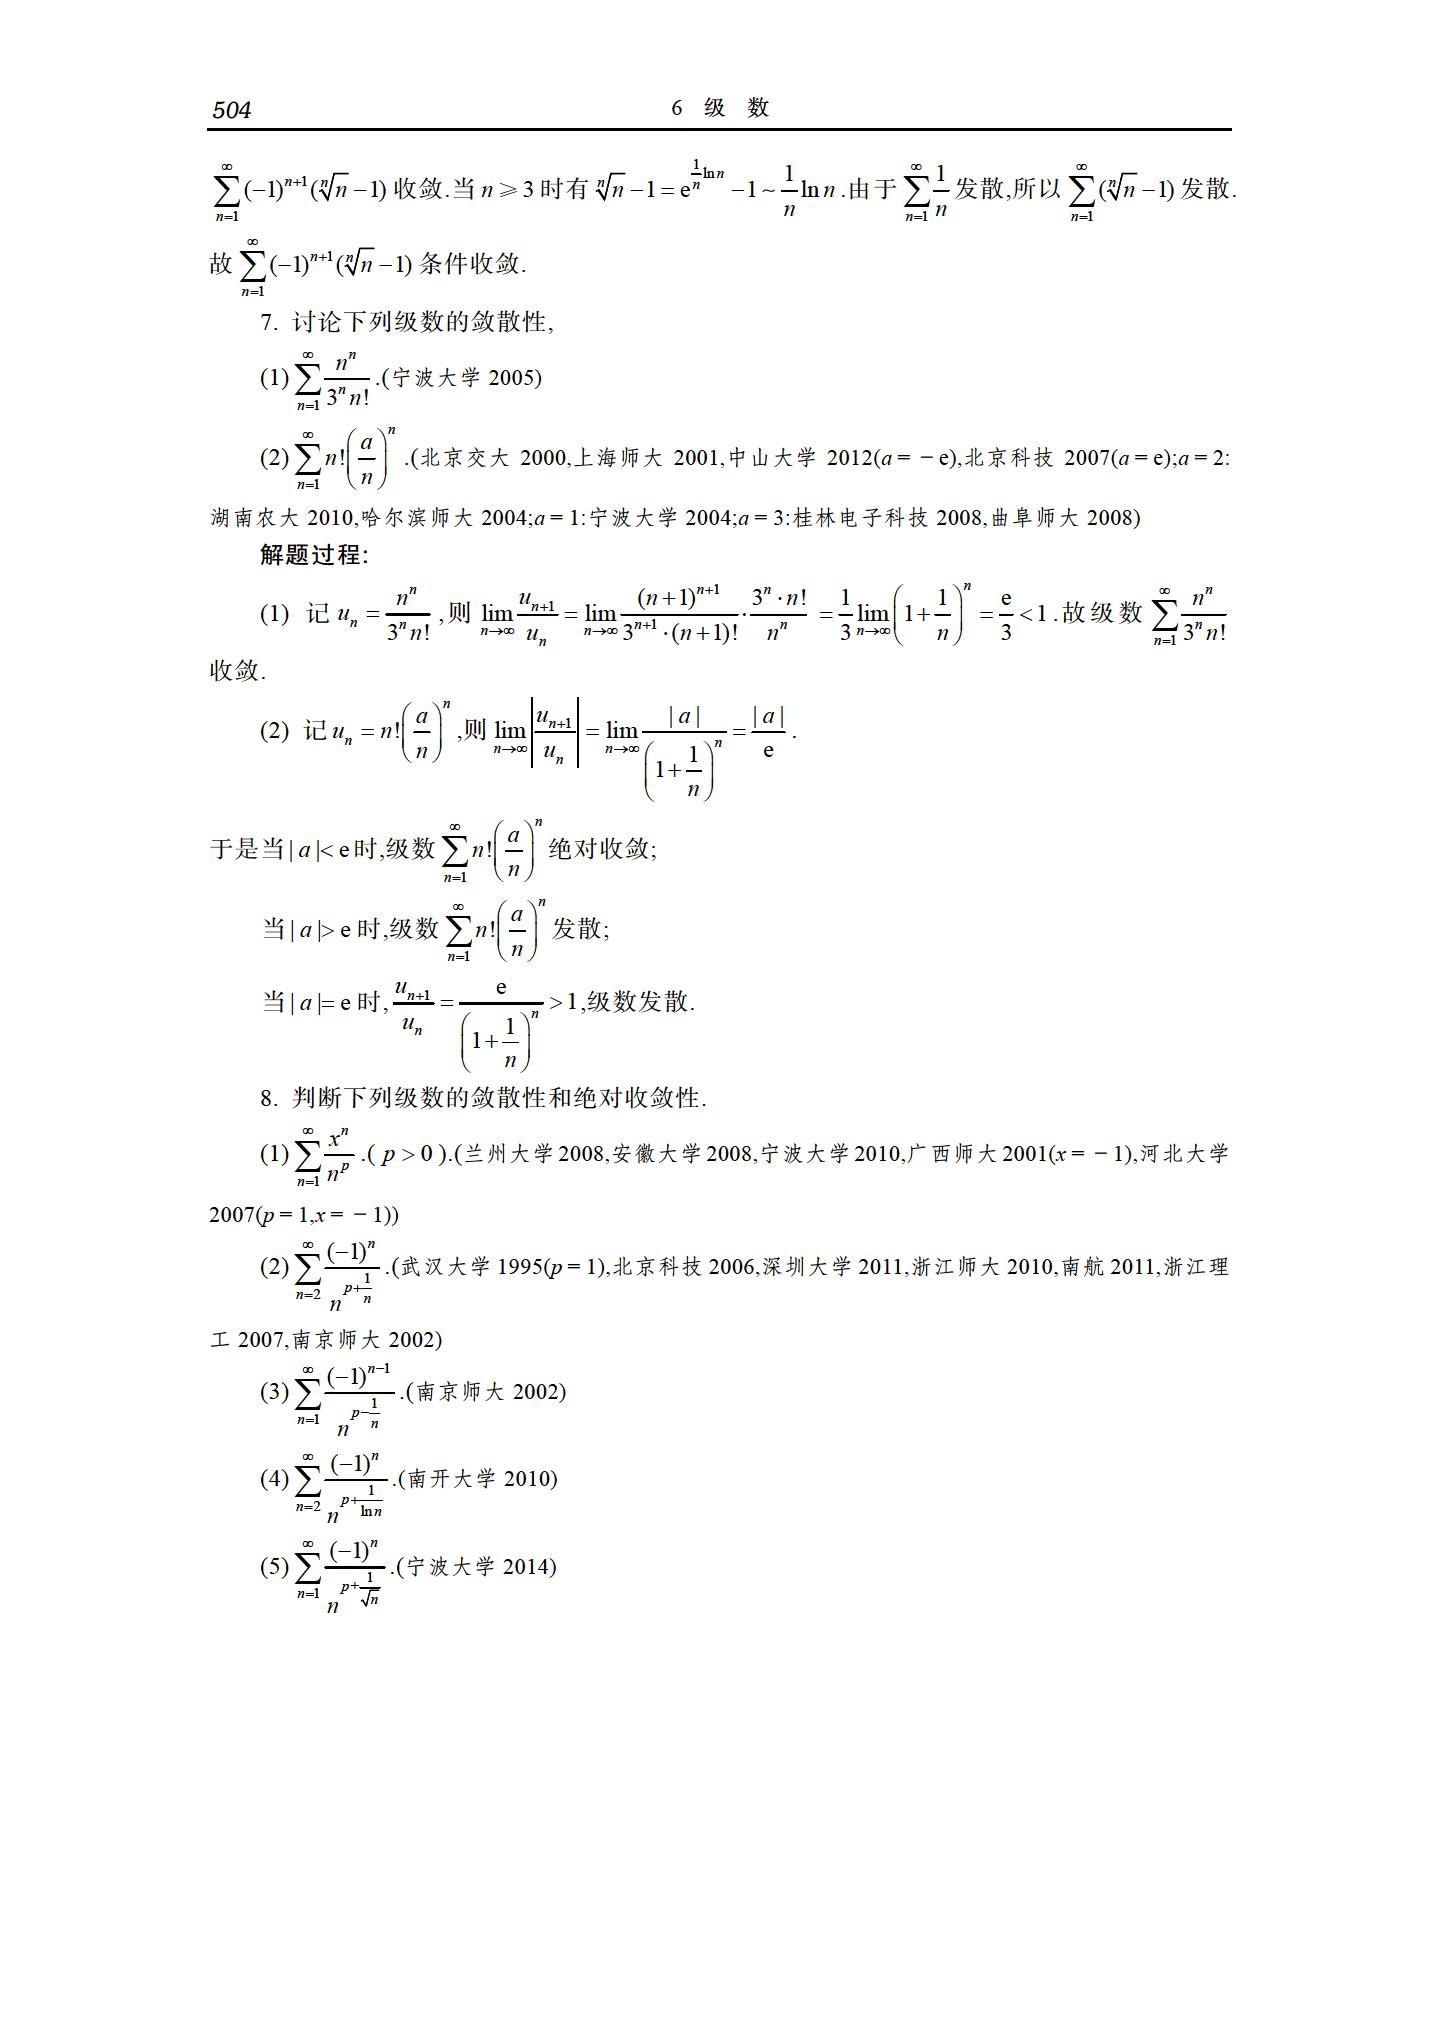 504 6 级 数
$\sum_{n=1}^{\infty}(-1)^{n+1}(\sqrt[n]{n}-1)$ 收敛.当 $n \geqslant 3$ 时有 $\sqrt[n]{n}-1=\mathrm{e}^{\frac{1}{n}\ln n}-1\sim\frac{1}{n}\ln n$.由于 $\sum_{n=1}^{\infty}\frac{1}{n}$ 发散,所以 $\sum_{n=1}^{\infty}(\sqrt[n]{n}-1)$ 发散.
故 $\sum_{n=1}^{\infty}(-1)^{n+1}(\sqrt[n]{n}-1)$ 条件收敛.
7. 讨论下列级数的敛散性,
(1) $\sum_{n=1}^{\infty}\frac{n^n}{3^n n!}$.(宁波大学 2005)
(2) $\sum_{n=1}^{\infty}n!\left(\frac{a}{n}\right)^n$.(北京交大 2000,上海师大 2001,中山大学 2012(a = - e),北京科技 2007(a = e);a = 2:
湖南农大 2010,哈尔滨师大 2004;a = 1:宁波大学 2004;a = 3:桂林电子科技 2008,曲阜师大 2008)
解题过程:
(1) 记 $u_n=\frac{n^n}{3^n n!}$,则 $\lim_{n\to\infty}\frac{u_{n+1}}{u_n}=\lim_{n\to\infty}\frac{(n+1)^{n+1}}{3^{n+1}\cdot(n+1)!}\cdot\frac{3^n\cdot n!}{n^n}=\frac{1}{3}\lim_{n\to\infty}\left(1+\frac{1}{n}\right)^n=\frac{\mathrm{e}}{3}<1$.故级数 $\sum_{n=1}^{\infty}\frac{n^n}{3^n n!}$
收敛.
(2) 记 $u_n=n!\left(\frac{a}{n}\right)^n$,则 $\lim_{n\to\infty}\left|\frac{u_{n+1}}{u_n}\right|=\lim_{n\to\infty}\frac{|a|}{\left(1+\frac{1}{n}\right)^n}=\frac{|a|}{\mathrm{e}}$.
于是当 $|a|<\mathrm{e}$ 时,级数 $\sum_{n=1}^{\infty}n!\left(\frac{a}{n}\right)^n$ 绝对收敛;
当 $|a|>\mathrm{e}$ 时,级数 $\sum_{n=1}^{\infty}n!\left(\frac{a}{n}\right)^n$ 发散;
当 $|a|=\mathrm{e}$ 时,$\frac{u_{n+1}}{u_n}=\frac{\mathrm{e}}{\left(1+\frac{1}{n}\right)^n}>1$,级数发散.
8. 判断下列级数的敛散性和绝对收敛性.
(1) $\sum_{n=1}^{\infty}\frac{x^n}{n^p}$.( $p>0$ ).(兰州大学 2008,安徽大学 2008,宁波大学 2010,广西师大 2001(x = - 1),河北大学
2007(p = 1,x = - 1))
(2) $\sum_{n=2}^{\infty}\frac{(-1)^n}{n^{p+\frac{1}{n}}}$.(武汉大学 1995(p = 1),北京科技 2006,深圳大学 2011,浙江师大 2010,南航 2011,浙江理
工 2007,南京师大 2002)
(3) $\sum_{n=1}^{\infty}\frac{(-1)^{n-1}}{n^{p-\frac{1}{n}}}$.(南京师大 2002)
(4) $\sum_{n=2}^{\infty}\frac{(-1)^n}{n^{p+\frac{1}{\ln n}}}$.(南开大学 2010)
(5) $\sum_{n=1}^{\infty}\frac{(-1)^n}{n^{p+\frac{1}{\sqrt{n}}}}$.(宁波大学 2014)